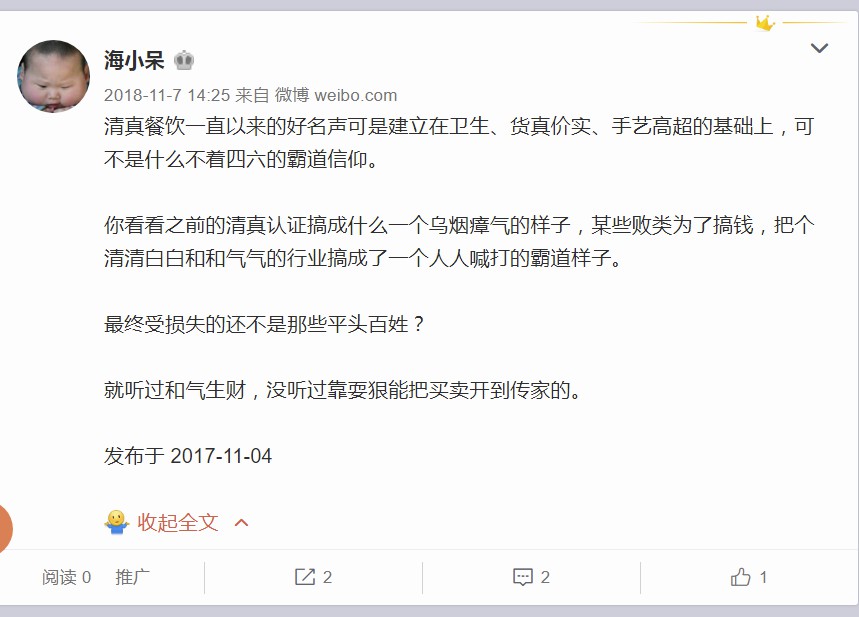 海小呆
2018-11-7 14:25 来自 微博 weibo.com
清真餐饮一直以来的好名声可是建立在卫生、货真价实、手艺高超的基础上，可
不是什么不着四六的霸道信仰。
你看看之前的清真认证搞成什么一个乌烟瘴气的样子，某些败类为了搞钱，把个
清清白白和和气气的行业搞成了一个人人喊打的霸道样子。
最终受损失的还不是那些平头百姓？
就听过和气生财，没听过靠耍狠能把买卖开到传家的。
发布于 2017-11-04
收起全文
阅读 0 推广 2 2 1